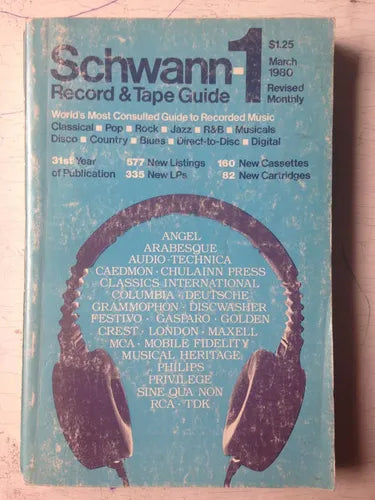 Schwann-1
$1.25
March
1980
Record & Tape Guide
Revised
Monthly
World's Most Consulted Guide to Recorded Music
Classical ■ Pop ■ Rock ■ Jazz ■ R&B ■ Musicals
Disco ■ Country ■ Blues ■ Direct-to-Disc ■ Digital
31st Year 577 New Listings 160 New Cassettes
of Publication 335 New LPs 82 New Cartridges
ANGEL
ARABESQUE
AUDIO-TECHNICA
CAEDMON · CHULAINN PRESS
CLASSICS INTERNATIONAL
COLUMBIA · DEUTSCHE
GRAMMOPHON · DISCWASHER
FESTIVO · GASPARO · GOLDEN
CREST · LONDON · MAXELL
MCA · MOBILE FIDELITY
MUSICAL HERITAGE
PHILIPS
PRIVILEGE
SINE QUA NON
RCA · TDK